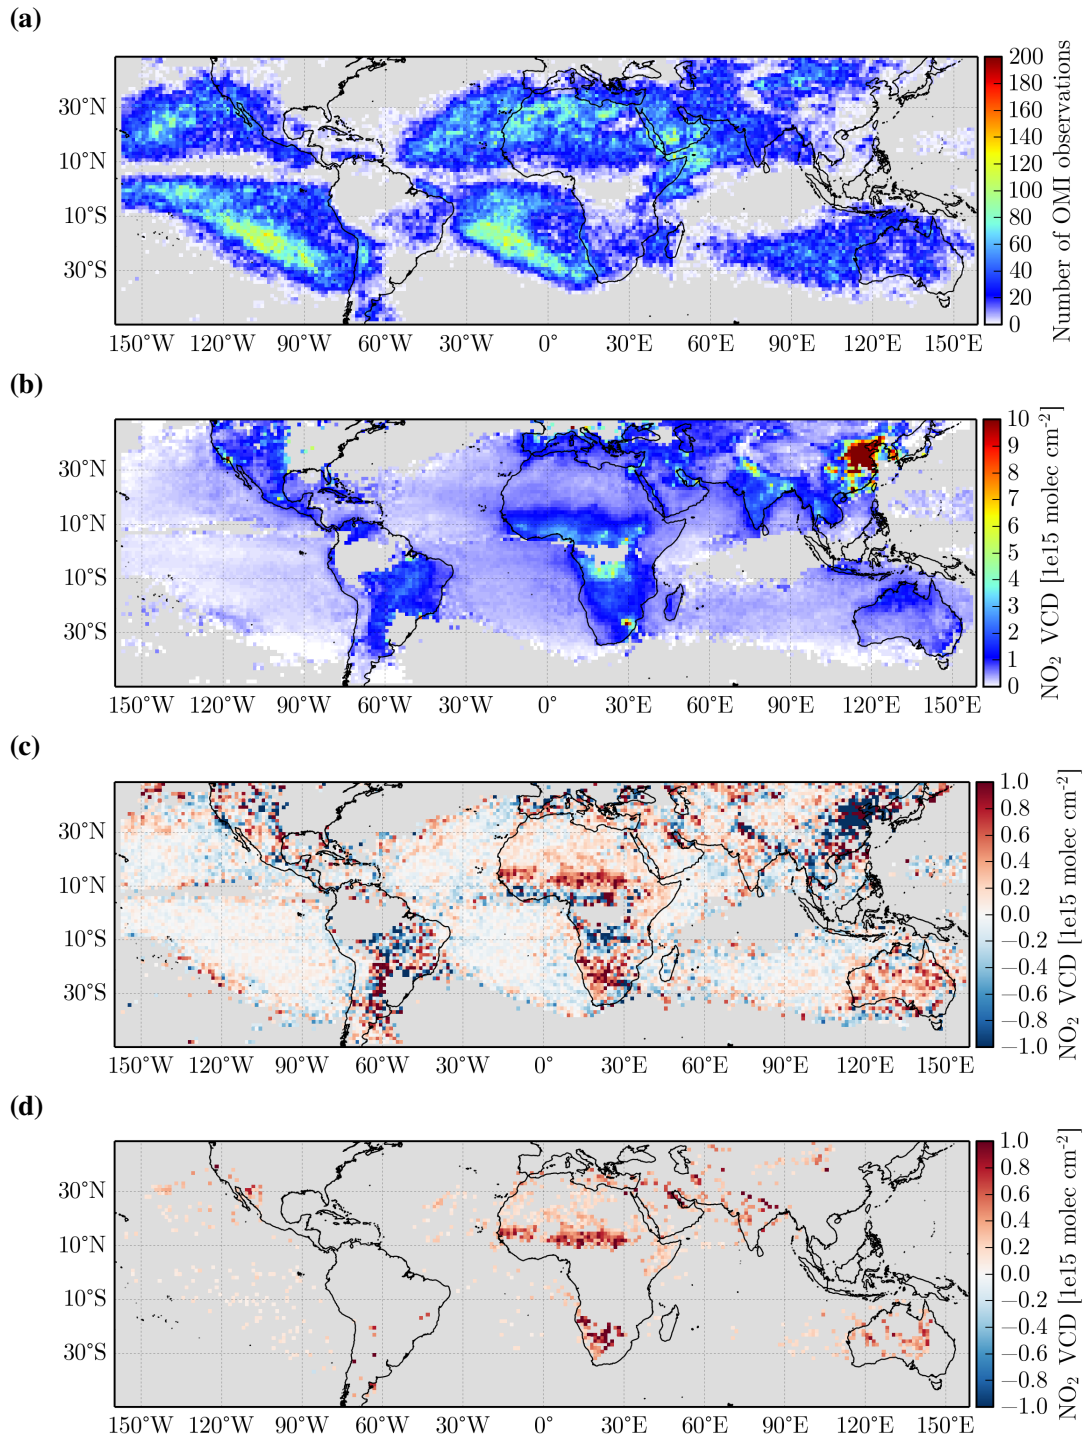 (a)
30°N
10°N
10°S
30°S
150°W 120°W 90°W 60°W 30°W 0° 30°E 60°E 90°E 120°E 150°E
200
180
160
140
120
100
80
60
40
20
0
Number of OMI observations
(b)
30°N
10°N
10°S
30°S
150°W 120°W 90°W 60°W 30°W 0° 30°E 60°E 90°E 120°E 150°E
10
9
8
7
6
5
4
3
2
1
0
NO₂ VCD [1e15 molec cm⁻²]
(c)
30°N
10°N
10°S
30°S
150°W 120°W 90°W 60°W 30°W 0° 30°E 60°E 90°E 120°E 150°E
1.0
0.8
0.6
0.4
0.2
0.0
−0.2
−0.4
−0.6
−0.8
−1.0
NO₂ VCD [1e15 molec cm⁻²]
(d)
30°N
10°N
10°S
30°S
150°W 120°W 90°W 60°W 30°W 0° 30°E 60°E 90°E 120°E 150°E
1.0
0.8
0.6
0.4
0.2
0.0
−0.2
−0.4
−0.6
−0.8
−1.0
NO₂ VCD [1e15 molec cm⁻²]